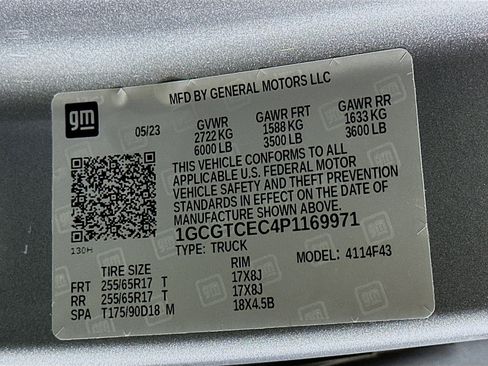 MFD BY GENERAL MOTORS LLC
gm
05/23 GVWR GAWR FRT GAWR RR
2722 KG 1588 KG 1633 KG
6000 LB 3500 LB 3600 LB
THIS VEHICLE CONFORMS TO ALL
APPLICABLE U.S. FEDERAL MOTOR
VEHICLE SAFETY AND THEFT PREVENTION
STANDARDS IN EFFECT ON THE DATE OF
MANUFACTURE SHOWN ABOVE.
1GCGTCEC4P1169971
130H
TYPE: TRUCK MODEL: 4114F43
TIRE SIZE RIM
FRT 255/65R17 T 17X8J
RR 255/65R17 T 17X8J
SPA T175/90D18 M 18X4.5B